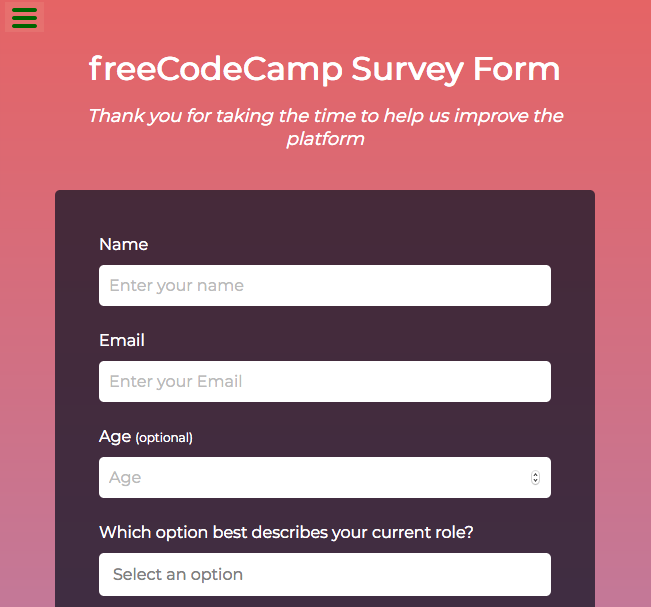 freeCodeCamp Survey Form
Thank you for taking the time to help us improve the
platform
Name
Enter your name
Email
Enter your Email
Age (optional)
Age
Which option best describes your current role?
Select an option